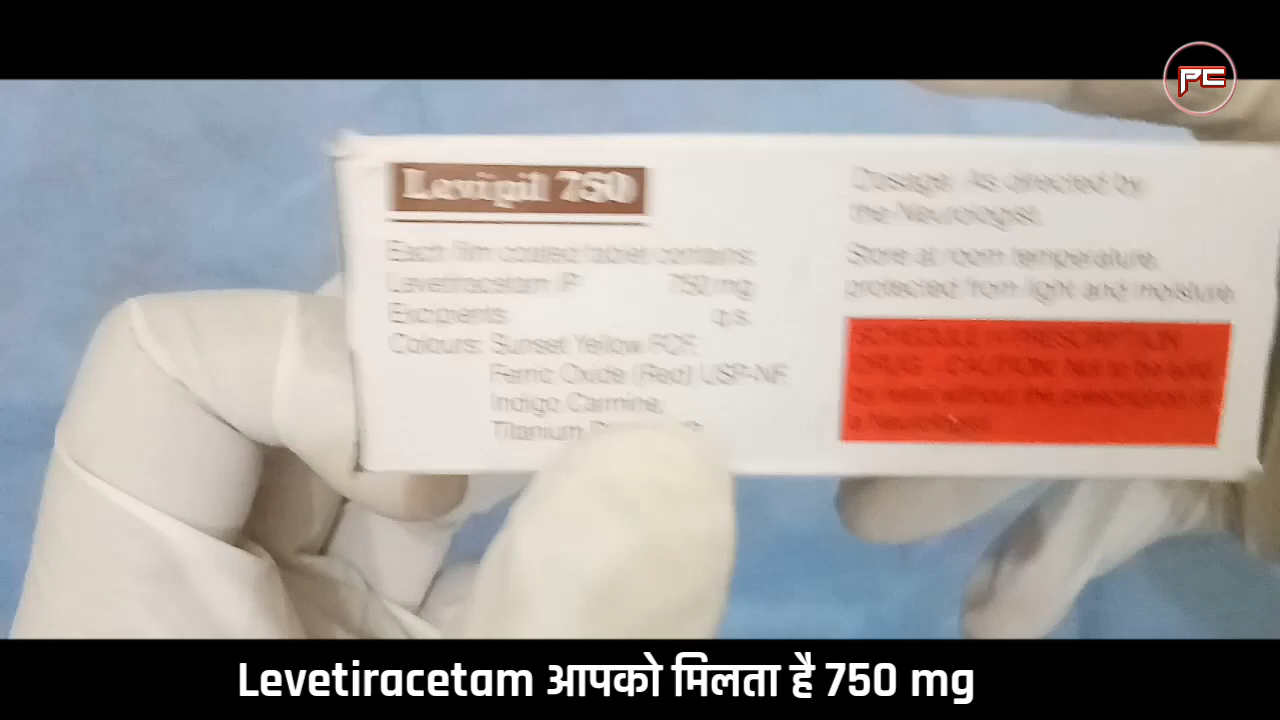 PC
Levipil 750
Each film coated tablet contains:
Levetiracetam IP 750 mg
Excipients q.s.
Colours: Sunset Yellow FCF,
Ferric Oxide (Red) USP-NF,
Indigo Carmine,
Titanium
Dosage: As directed by
the Neurologist.
Store at room temperature,
protected from light and moisture.
SCHEDULE H PRESCRIPTION
DRUG - CAUTION: Not to be sold
by retail without the prescription of
a Neurologist.
Levetiracetam आपको मिलता है 750 mg